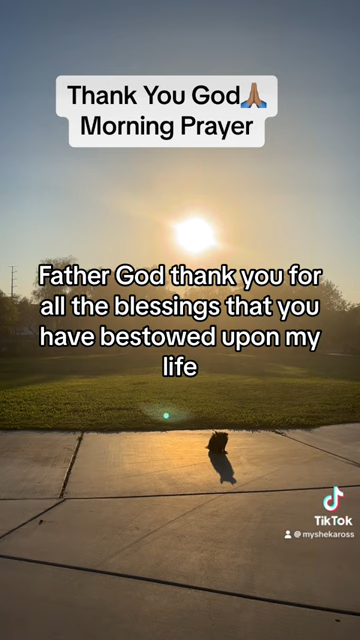 Thank You God🙏🏽
Morning Prayer
Father God thank you for
all the blessings that you
have bestowed upon my
life
TikTok
@myshekaross